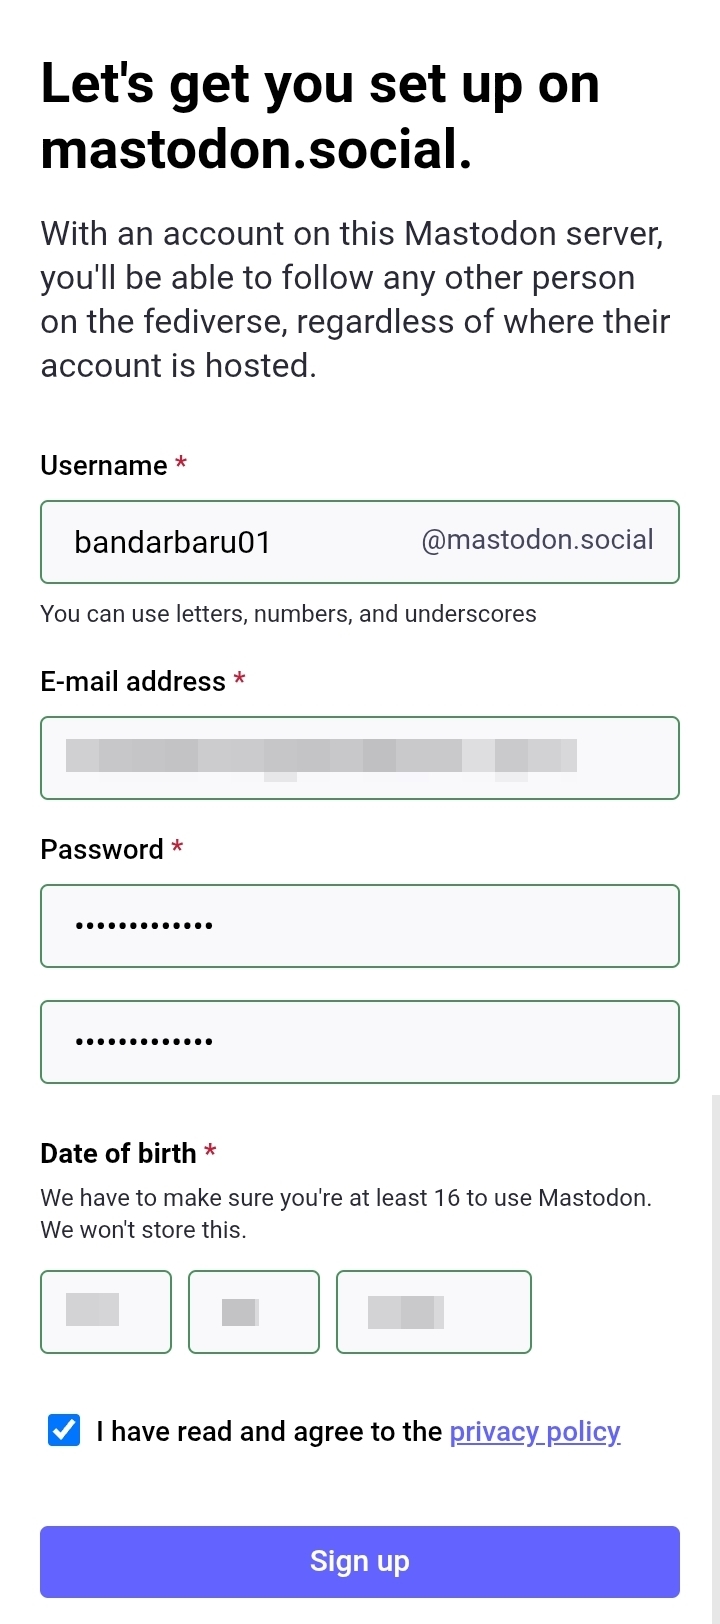 Let's get you set up on
mastodon.social.
With an account on this Mastodon server,
you'll be able to follow any other person
on the fediverse, regardless of where their
account is hosted.
Username *
bandarbaru01 @mastodon.social
You can use letters, numbers, and underscores
E-mail address *
Password *
•••••••••••••
•••••••••••••
Date of birth *
We have to make sure you're at least 16 to use Mastodon.
We won't store this.
I have read and agree to the privacy policy
Sign up